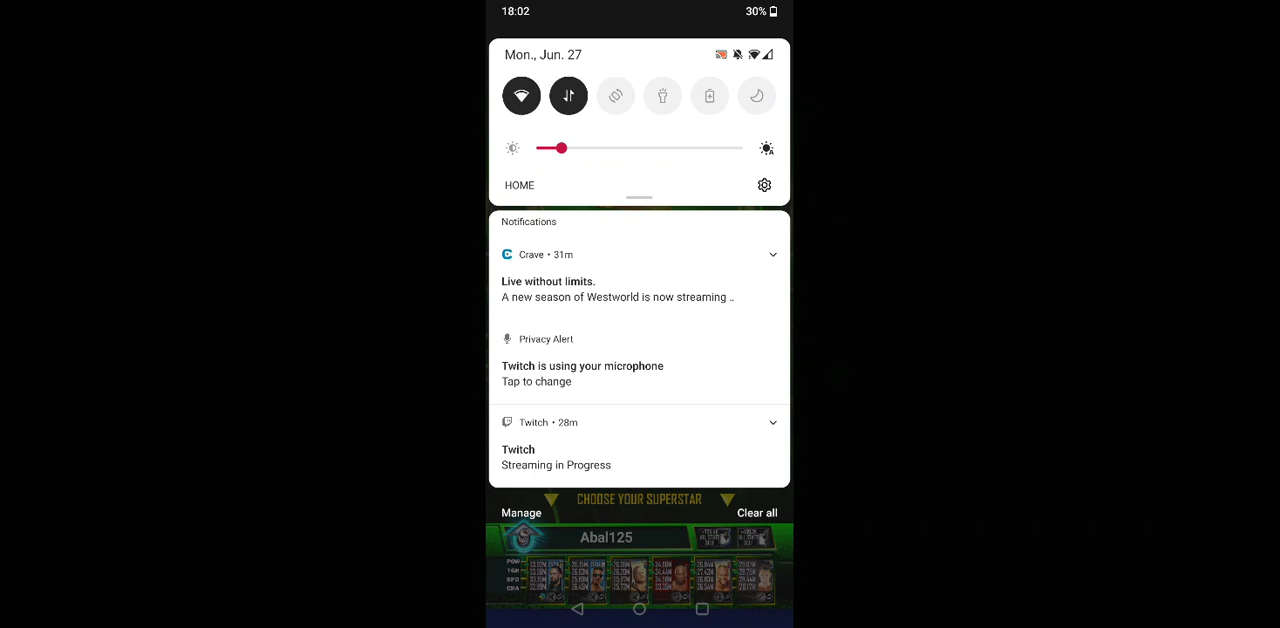 18:02 30%
Mon., Jun. 27
HOME
Notifications
Crave • 31m
Live without limits.
A new season of Westworld is now streaming ..
Privacy Alert
Twitch is using your microphone
Tap to change
Twitch • 28m
Twitch
Streaming in Progress
CHOOSE YOUR SUPERSTAR
Manage Clear all
Abal125